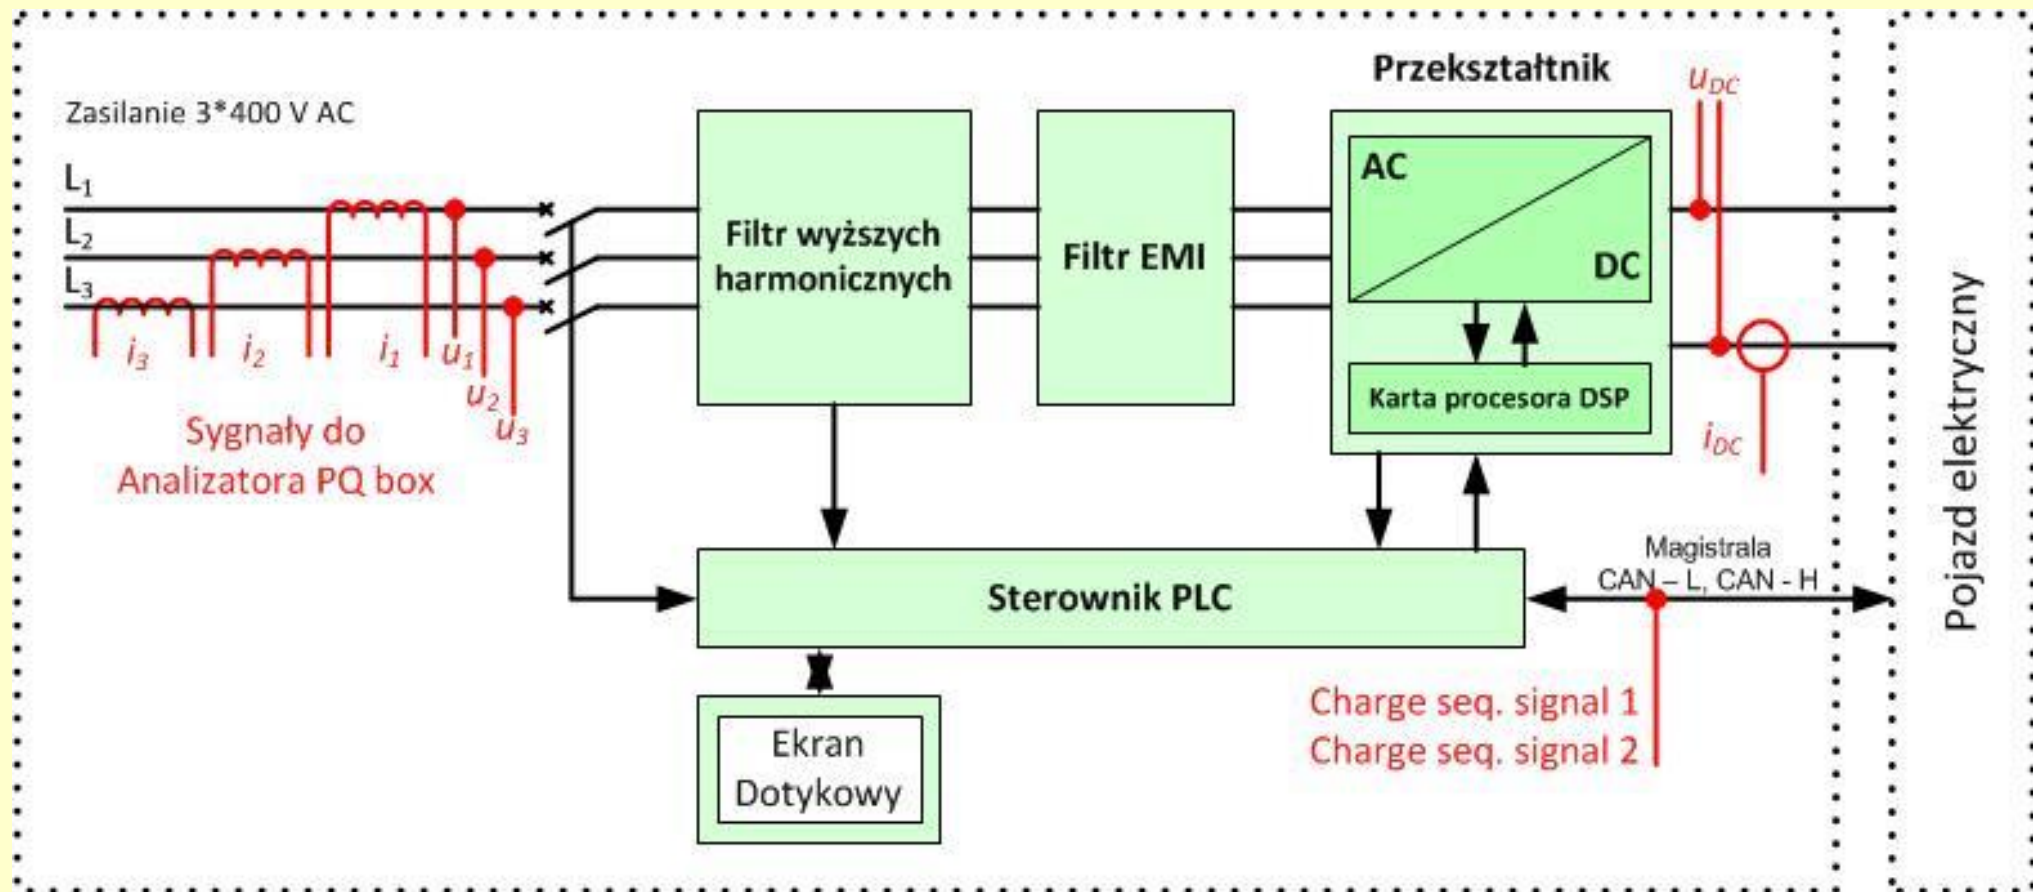 Zasilanie 3*400 V AC
L1
L2
L3
i3
i2
i1
u1
u2
u3
Sygnały do
Analizatora PQ box
Filtr wyższych
harmonicznych
Filtr EMI
Przekształtnik
AC
DC
Karta procesora DSP
uDC
iDC
Sterownik PLC
Magistrala
CAN – L, CAN - H
Charge seq. signal 1
Charge seq. signal 2
Ekran
Dotykowy
Pojazd elektryczny